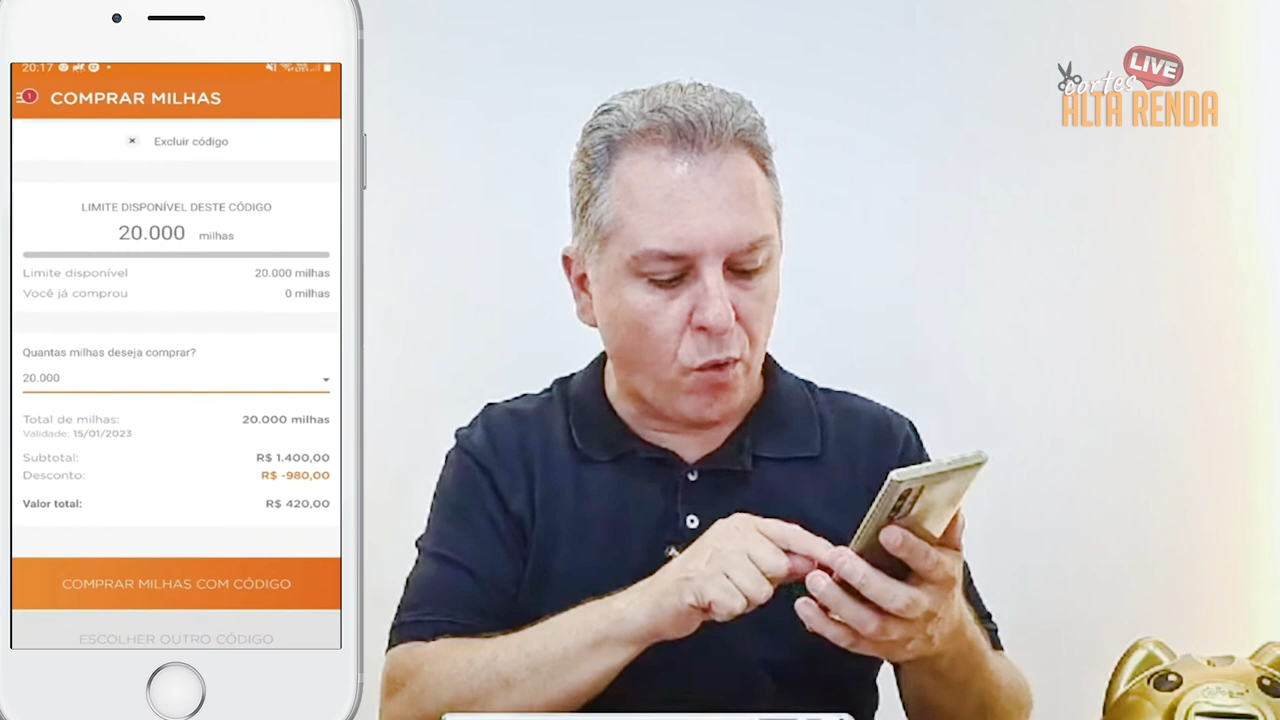 20:17
1
COMPRAR MILHAS
× Excluir código
LIMITE DISPONÍVEL DESTE CÓDIGO
20.000 milhas
Limite disponível 20.000 milhas
Você já comprou 0 milhas
Quantas milhas deseja comprar?
20.000
Total de milhas: 20.000 milhas
Validade: 15/01/2023
Subtotal: R$ 1.400,00
Desconto: R$ -980,00
Valor total: R$ 420,00
COMPRAR MILHAS COM CÓDIGO
ESCOLHER OUTRO CÓDIGO
LIVE
cortes
ALTA RENDA